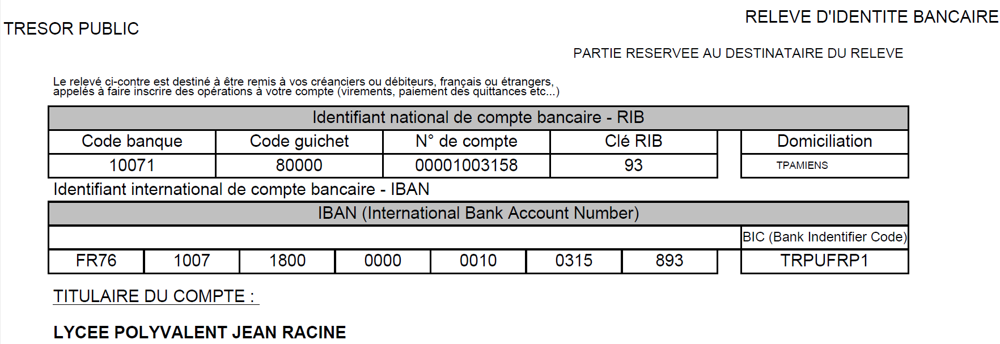 RELEVE D'IDENTITE BANCAIRE
TRESOR PUBLIC
PARTIE RESERVEE AU DESTINATAIRE DU RELEVE
Le relevé ci-contre est destiné à être remis à vos créanciers ou débiteurs, français ou étrangers,
appelés à faire inscrire des opérations à votre compte (virements, paiement des quittances etc...)
Identifiant national de compte bancaire - RIB
Code banque Code guichet N° de compte Clé RIB Domiciliation
10071 80000 00001003158 93 TPAMIENS
Identifiant international de compte bancaire - IBAN
IBAN (International Bank Account Number)
BIC (Bank Indentifier Code)
FR76 1007 1800 0000 0010 0315 893 TRPUFRP1
TITULAIRE DU COMPTE :
LYCEE POLYVALENT JEAN RACINE